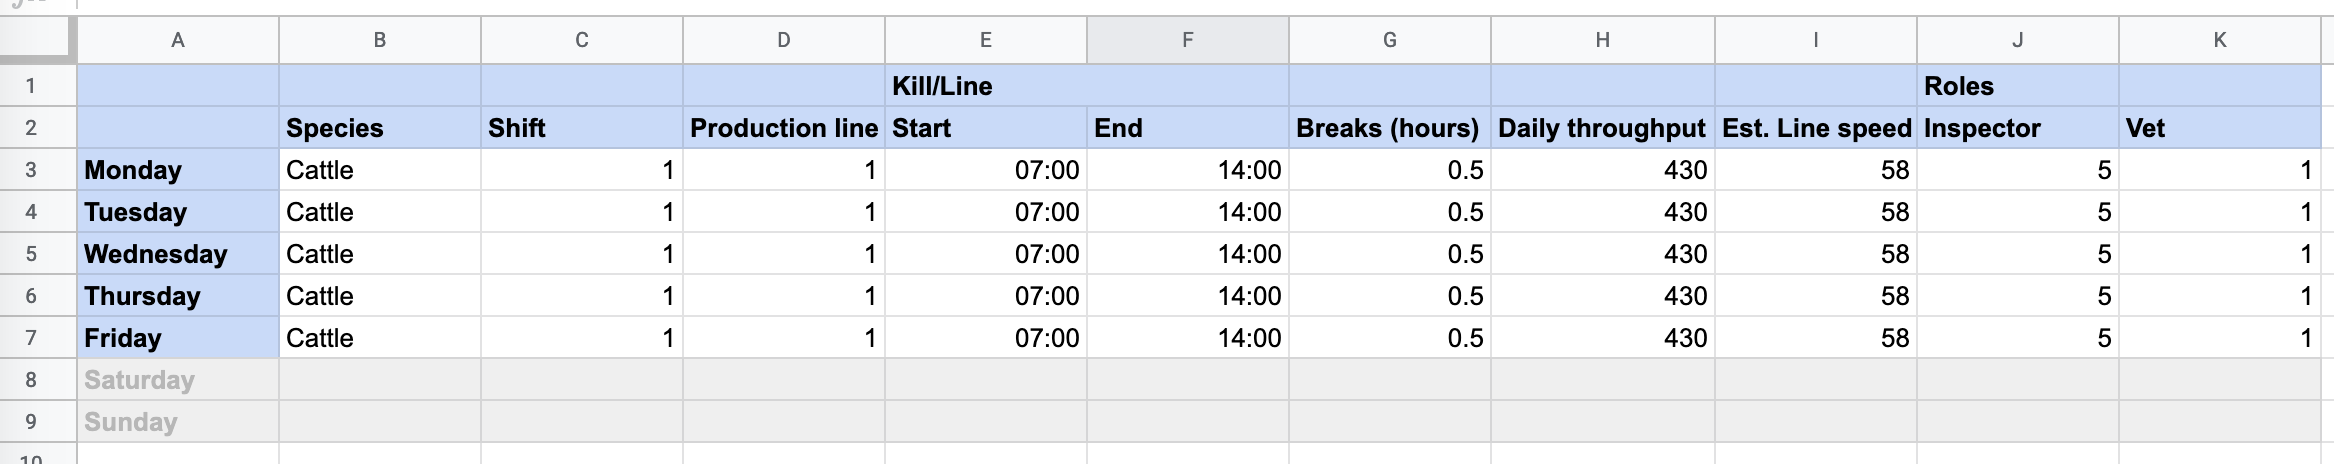 A B C D E F G H I J K
1 Kill/Line Roles
2 Species Shift Production line Start End Breaks (hours) Daily throughput Est. Line speed Inspector Vet
3 Monday Cattle 1 1 07:00 14:00 0.5 430 58 5 1
4 Tuesday Cattle 1 1 07:00 14:00 0.5 430 58 5 1
5 Wednesday Cattle 1 1 07:00 14:00 0.5 430 58 5 1
6 Thursday Cattle 1 1 07:00 14:00 0.5 430 58 5 1
7 Friday Cattle 1 1 07:00 14:00 0.5 430 58 5 1
8 Saturday
9 Sunday
10